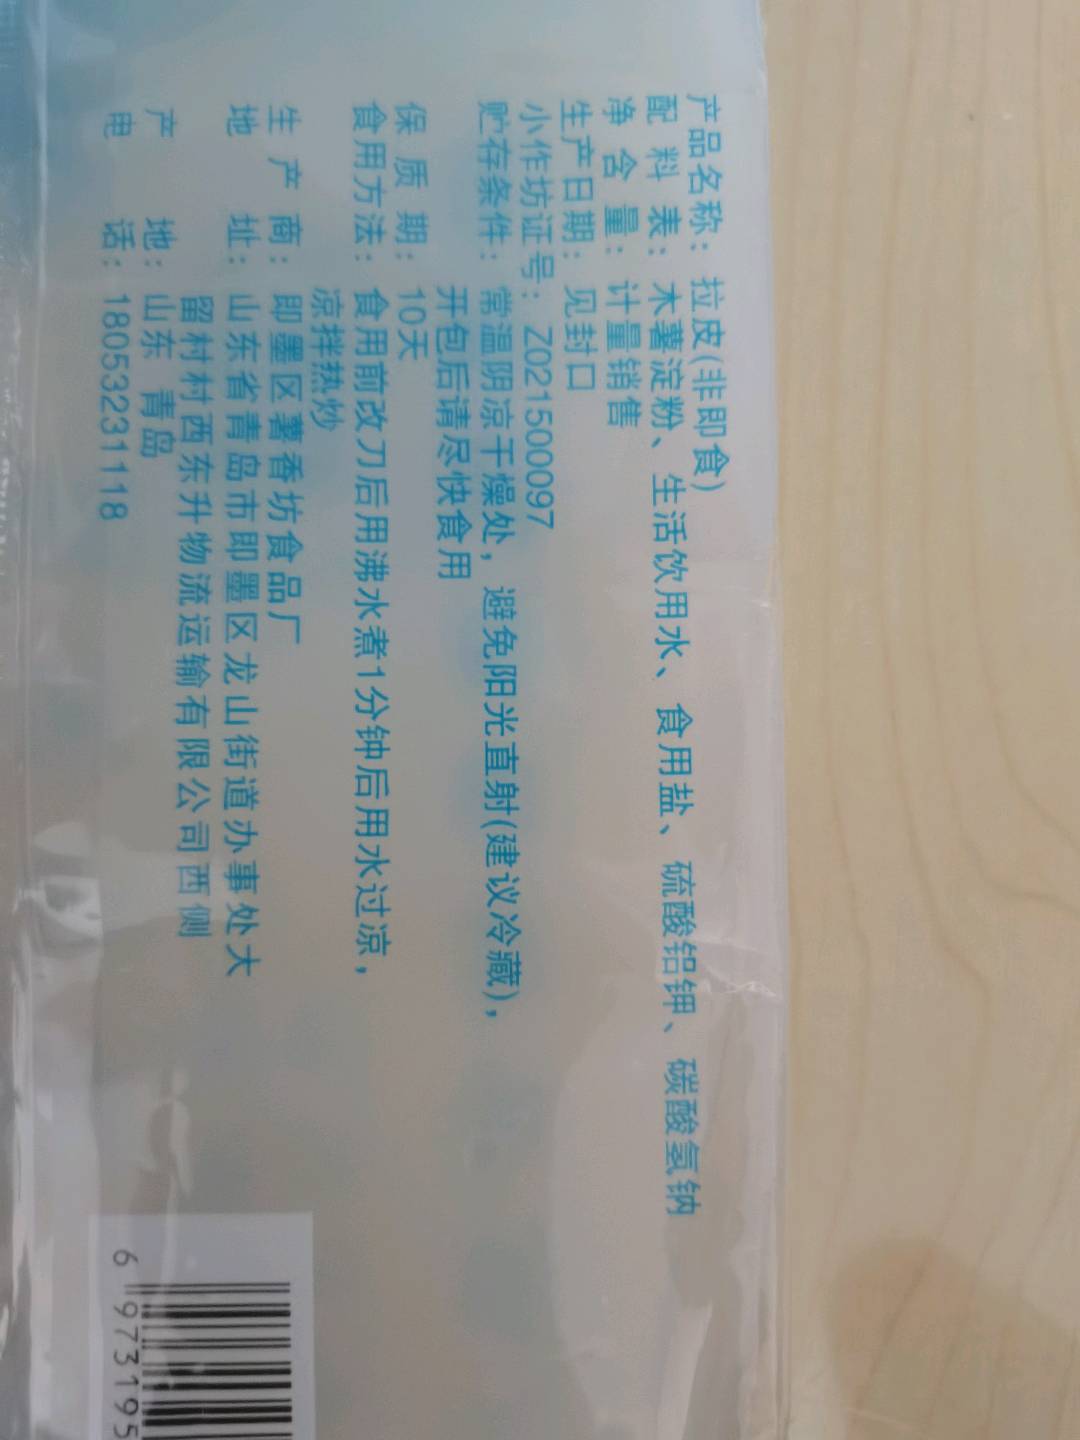 产品名称：拉皮(非即食)
配料表：木薯淀粉、生活饮用水、食用盐、硫酸铝钾、碳酸氢钠
净含量：计量销售
生产日期：见封口
小作坊证号：Z021500097
贮存条件：常温阴凉干燥处，避免阳光直射(建议冷藏)，
开包后请尽快食用
保质期：10天
食用方法：食用前改刀后用沸水煮1分钟后用水过凉，
凉拌热炒
生产商：即墨区薯香坊食品厂
地址：山东省青岛市即墨区龙山街道办事处大
留村村西东升物流运输有限公司西侧
产地：山东 青岛
电话：18053231118
6 973195